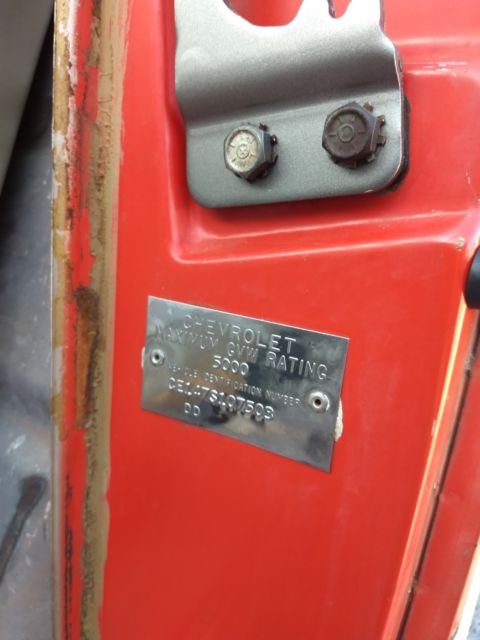 CHEVROLET
MAXIMUM GVW RATING
5000
VEHICLE IDENTIFICATION NUMBER
CE147S107503
DD